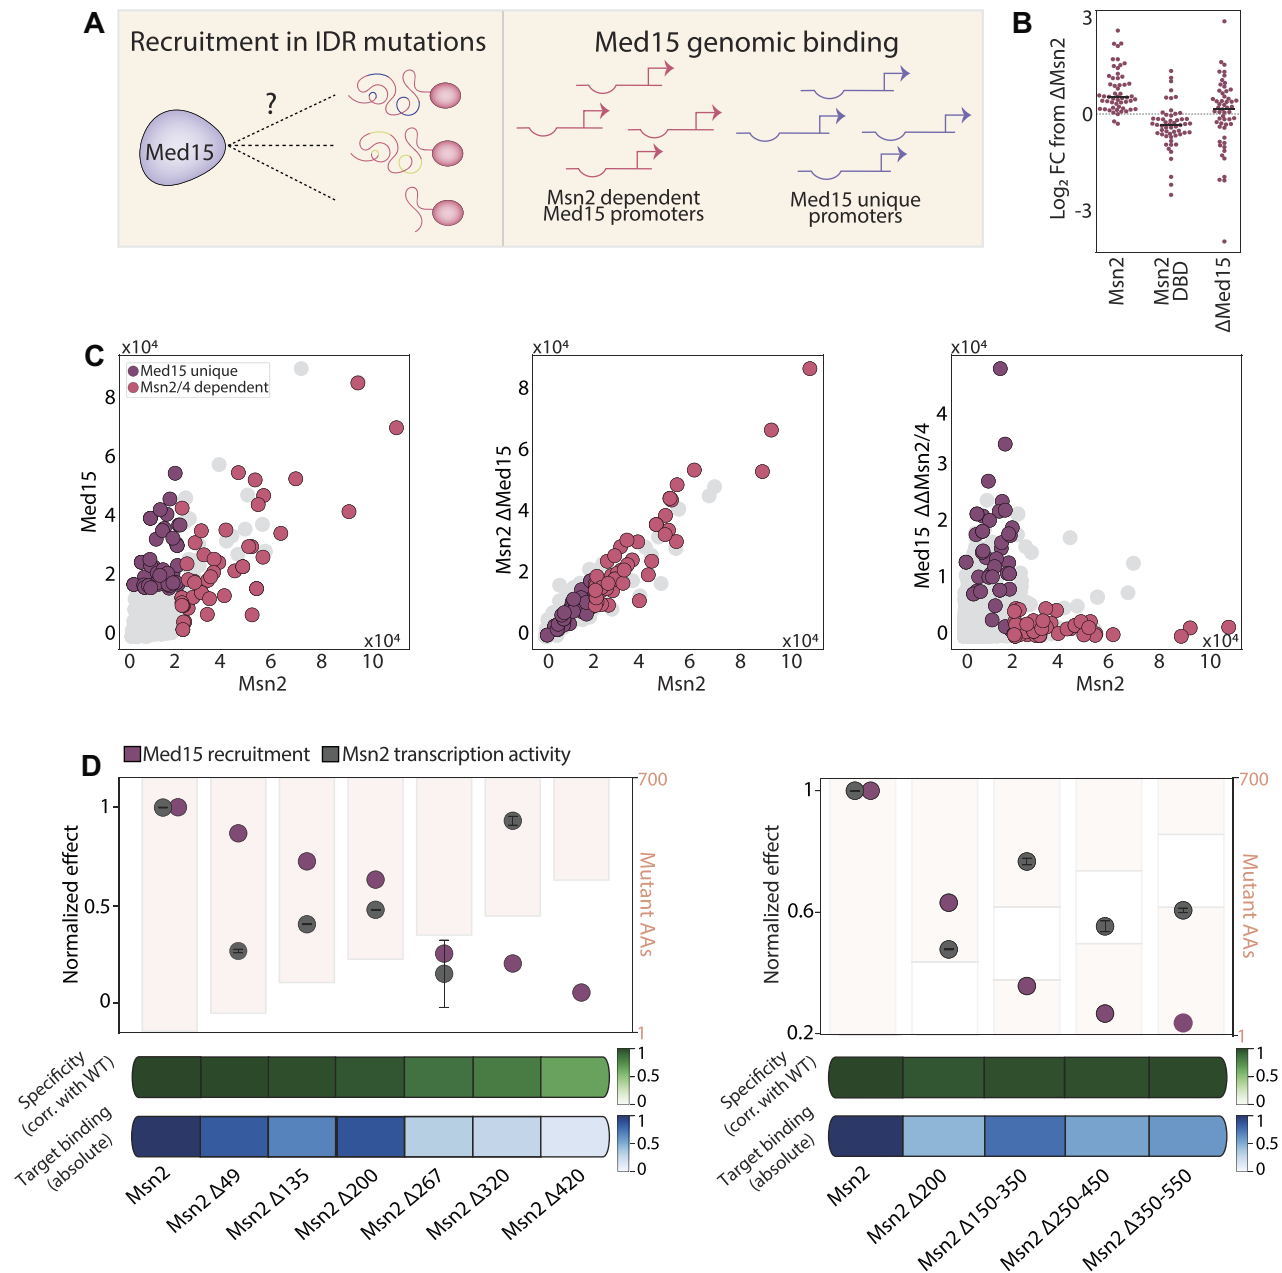 A
Recruitment in IDR mutations
Med15 genomic binding
?
Med15
Msn2 dependent
Med15 promoters
Med15 unique
promoters
B
Log₂ FC from ΔMsn2
3
0
-3
Msn2
Msn2
DBD
ΔMed15
C
x10⁴
Med15 unique
Msn2/4 dependent
Med15
8
6
4
2
0
x10⁴
0 2 4 6 8 10
Msn2
x10⁴
Msn2 ΔMed15
8
6
4
2
0
x10⁴
0 2 4 6 8 10
Msn2
x10⁴
Med15 ΔΔMsn2/4
4
3
2
1
0
x10⁴
0 2 4 6 8 10
Msn2
D
Med15 recruitment
Msn2 transcription activity
Normalized effect
1
0.5
0
700
Mutant AAs
1
Specificity
(corr. with WT)
1
0.5
0
Target binding
(absolute)
1
0.5
0
Msn2
Msn2 Δ49
Msn2 Δ135
Msn2 Δ200
Msn2 Δ267
Msn2 Δ320
Msn2 Δ420
Normalized effect
1
0.6
0.2
700
Mutant AAs
1
Specificity
(corr. with WT)
1
0.5
0
Target binding
(absolute)
1
0.5
0
Msn2
Msn2 Δ200
Msn2 Δ150-350
Msn2 Δ250-450
Msn2 Δ350-550